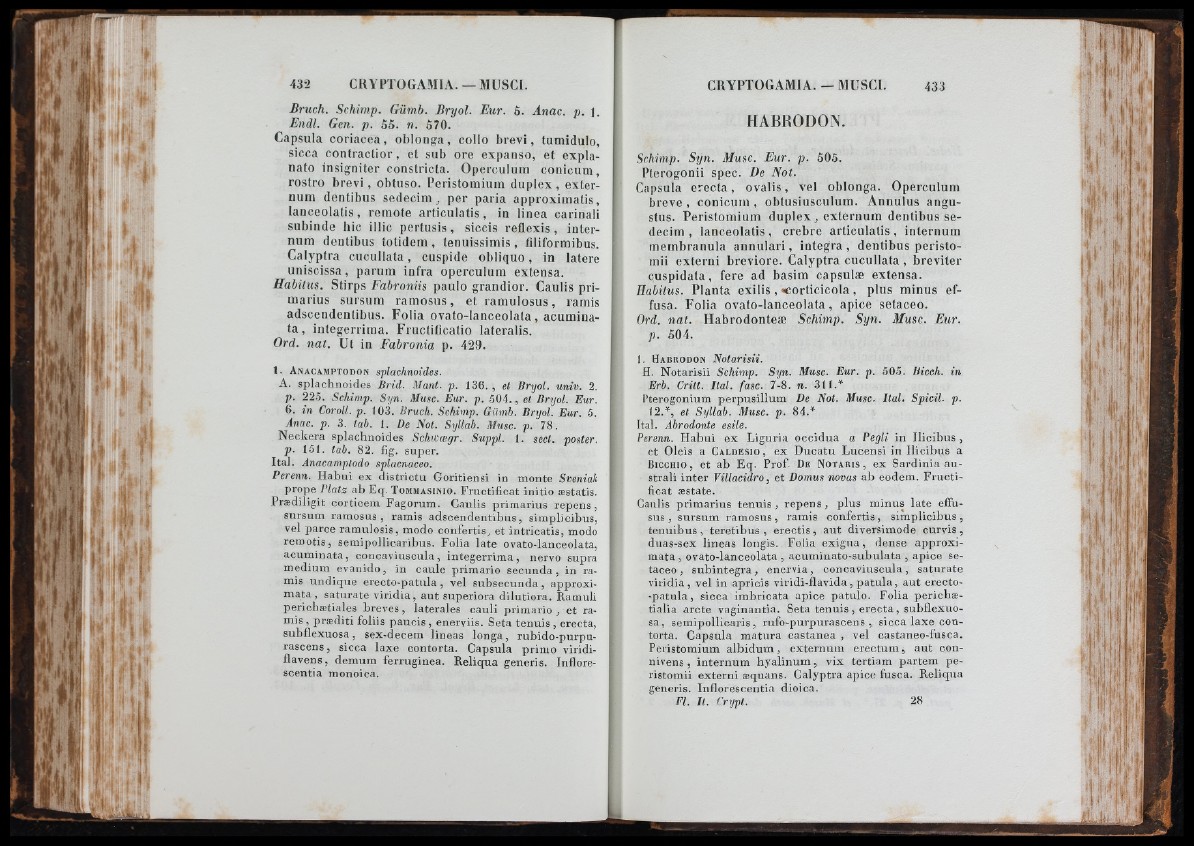 432 CRYPTOGAMIA. — MUSCI.
Bruch. Schimp. Gümb. Bryol. Eur. 5. Anac. p. 1.
Endl. Gen. p. 55. n. 570.
Capsula coriacea, oblonga, collo brevi, tumidulo,
sicca contractior, et sub ore expanso, et expla-
nato insigniter constricta. Operculum conicum,
rostro brevi, obtuso. Peristomium duplex, exter-
num dentibus sedecim, per paria approximatis,
lanceolatis, remote articulatis, in linea carinali
subinde hic illic pertusis, siccis reflexis, inter-
num dentibus totidem, tenuissimis, filiformibus.
Calyptra cucullata, cuspide obliquo, in latere
uniscissa, parum infra operculum extensa.
Habitus. Stirps Fabroniis paulo grandior. Caulis pri-
marius sursum ramosus, et ramulosus, ramis
adscendentibus. Folia ovato-lanceolata, acumina-
ta, integerrima. Fructificatio lateralis.
Ord. nat. Ut in Fabronia p. 429.
1. ANACAMPTODON splachnoides.
A. splachnoides Brid. Mant. p. 136., et Bryol. univ. 2.
p. 225. Schimp. Syn. Musc. Eur. p. 504., et Bryol. Eur.
6. in Coroll. p. 103. Bruch. Schimp. Gümb. Bryol. Eur. 5.
Anac. p. 3. tab. 1. De Not. Syllab. Musc. p. 78.
Neckera splachnoides Schwægr. Suppl. 1. sect. poster.
p. 151. tab. 82. fig. super.
Ital. Anacamptodo splacnaceo.
Perenn. Habui ex districtu Goritiensi in monte Sveniak
prope Platz ab Eq. TOMMASINIO. Fructificat initio æstatis.
Prædiligit corticem Fagorum. Caulis primarius repens,
sursum ramosus, ramis adscendentibus, simplicibus,
vel parce ramulosis, modo confertis, et intricatis, modo
remotis, semipollicaribus. Folia late ovato-lanceolata,
acuminata, concaviuscula, integerrima, nervo supra
medium evanido, in caule primario secunda, in ra-
mis undique erecto-patula, vel subsecunda, approxi-
mata, saturate viridia, aut superiora dilutiora. Ramuli
perichætiales breves, laterales cauli primario, et ra-
mis, præditi foliis paucis, enerviis. Seta tenuis, erecta,
subflexuosa, sex-decem lineas longa, rubido-purpu-
rascens, sicca laxe contorta. Capsula primo viridi-
flavens, demum ferruginea. Reliqua generis. Inflore-
scentia monoica.
CRYPTOGAMIA. — MUSCI. 433
HABRODON.
Schimp. Syn. Musc. Eur. p. 505.
Pterogonii spec. De Not.
Capsula erecta, ovalis, vel oblonga. Operculum
breve, conicum, obtusiusculum. Annulus angu-
stus. Peristomium duplex, externum dentibus se-
decim, lanceolatis, crebre articulatis, internum
membranula annulari, integra, dentibus peristo-
mii externi breviore. Calyptra cucullata, breviter
cuspidata, fere ad basim capsulæ extensa.
Habitus. Planta exilis, corticicola, plus minus ef-
fusa. Folia ovato-lanceolata, apice setaceo.
Ord. nat. Habrodonteæ Schimp. Syn. Musc. Eur.
p. 504.
1. HABRODON Notarisii.
H. Notarisii Schimp. Syn. Musc. Eur. p. 505. Bicch. in
Erb. Critt. Ital. fasc. 7-8. n. 311.*
Pterogonium perpusillum De Not. Musc. Ital. Spicil. p.
12.*, et Syllab. Musc. p. 84.*
Ital. Abrodonte esile.
Perenn. Habui ex Liguria occidua a Pegli in Ilicibus,
et Oleis a CALDESIO, ex Ducatu Lucensi in Ilicibus a
BICCHIO, et ab Eq. Prof. DE NOTARIS, ex Sardinia au-
strali inter Villacidro, et Domus novas ab eodem. Fructi-
ficat æstate.
Caulis primarius tenuis, repens, plus minus late effu-
sus, sursum ramosus, ramis confertis, simplicibus,
tenuibus, teretibus, erectis, aut diversimode curvis,
duas-sex lineas longis. Folia exigua, dense approxi-
mata, ovato-lanceolata, acuminato-subulata, apice se-
taceo, subintegra, enervia, concaviuscula, saturate
viridia, vel in apricis viridi-flavida, patula, aut erecto-
-patula, sicca imbricata apice patulo. Folia perichæ-
tialia arcte vaginantia. Seta tenuis, erecta, subflexuo-
sa, semipollicaris, rufo-purpurascens, sicca laxe con-
torta. Capsula matura castanea, vel castaneo-fusca.
Peristomium albidum, externum erectum, aut con-
nivens, internum hyalinum, vix tertiam partem pe-
ristomii externi æquans. Calyptra apice fusca. Reliqua
generis. Inflorescentia dioica.
Fl. It. Crypt. 28